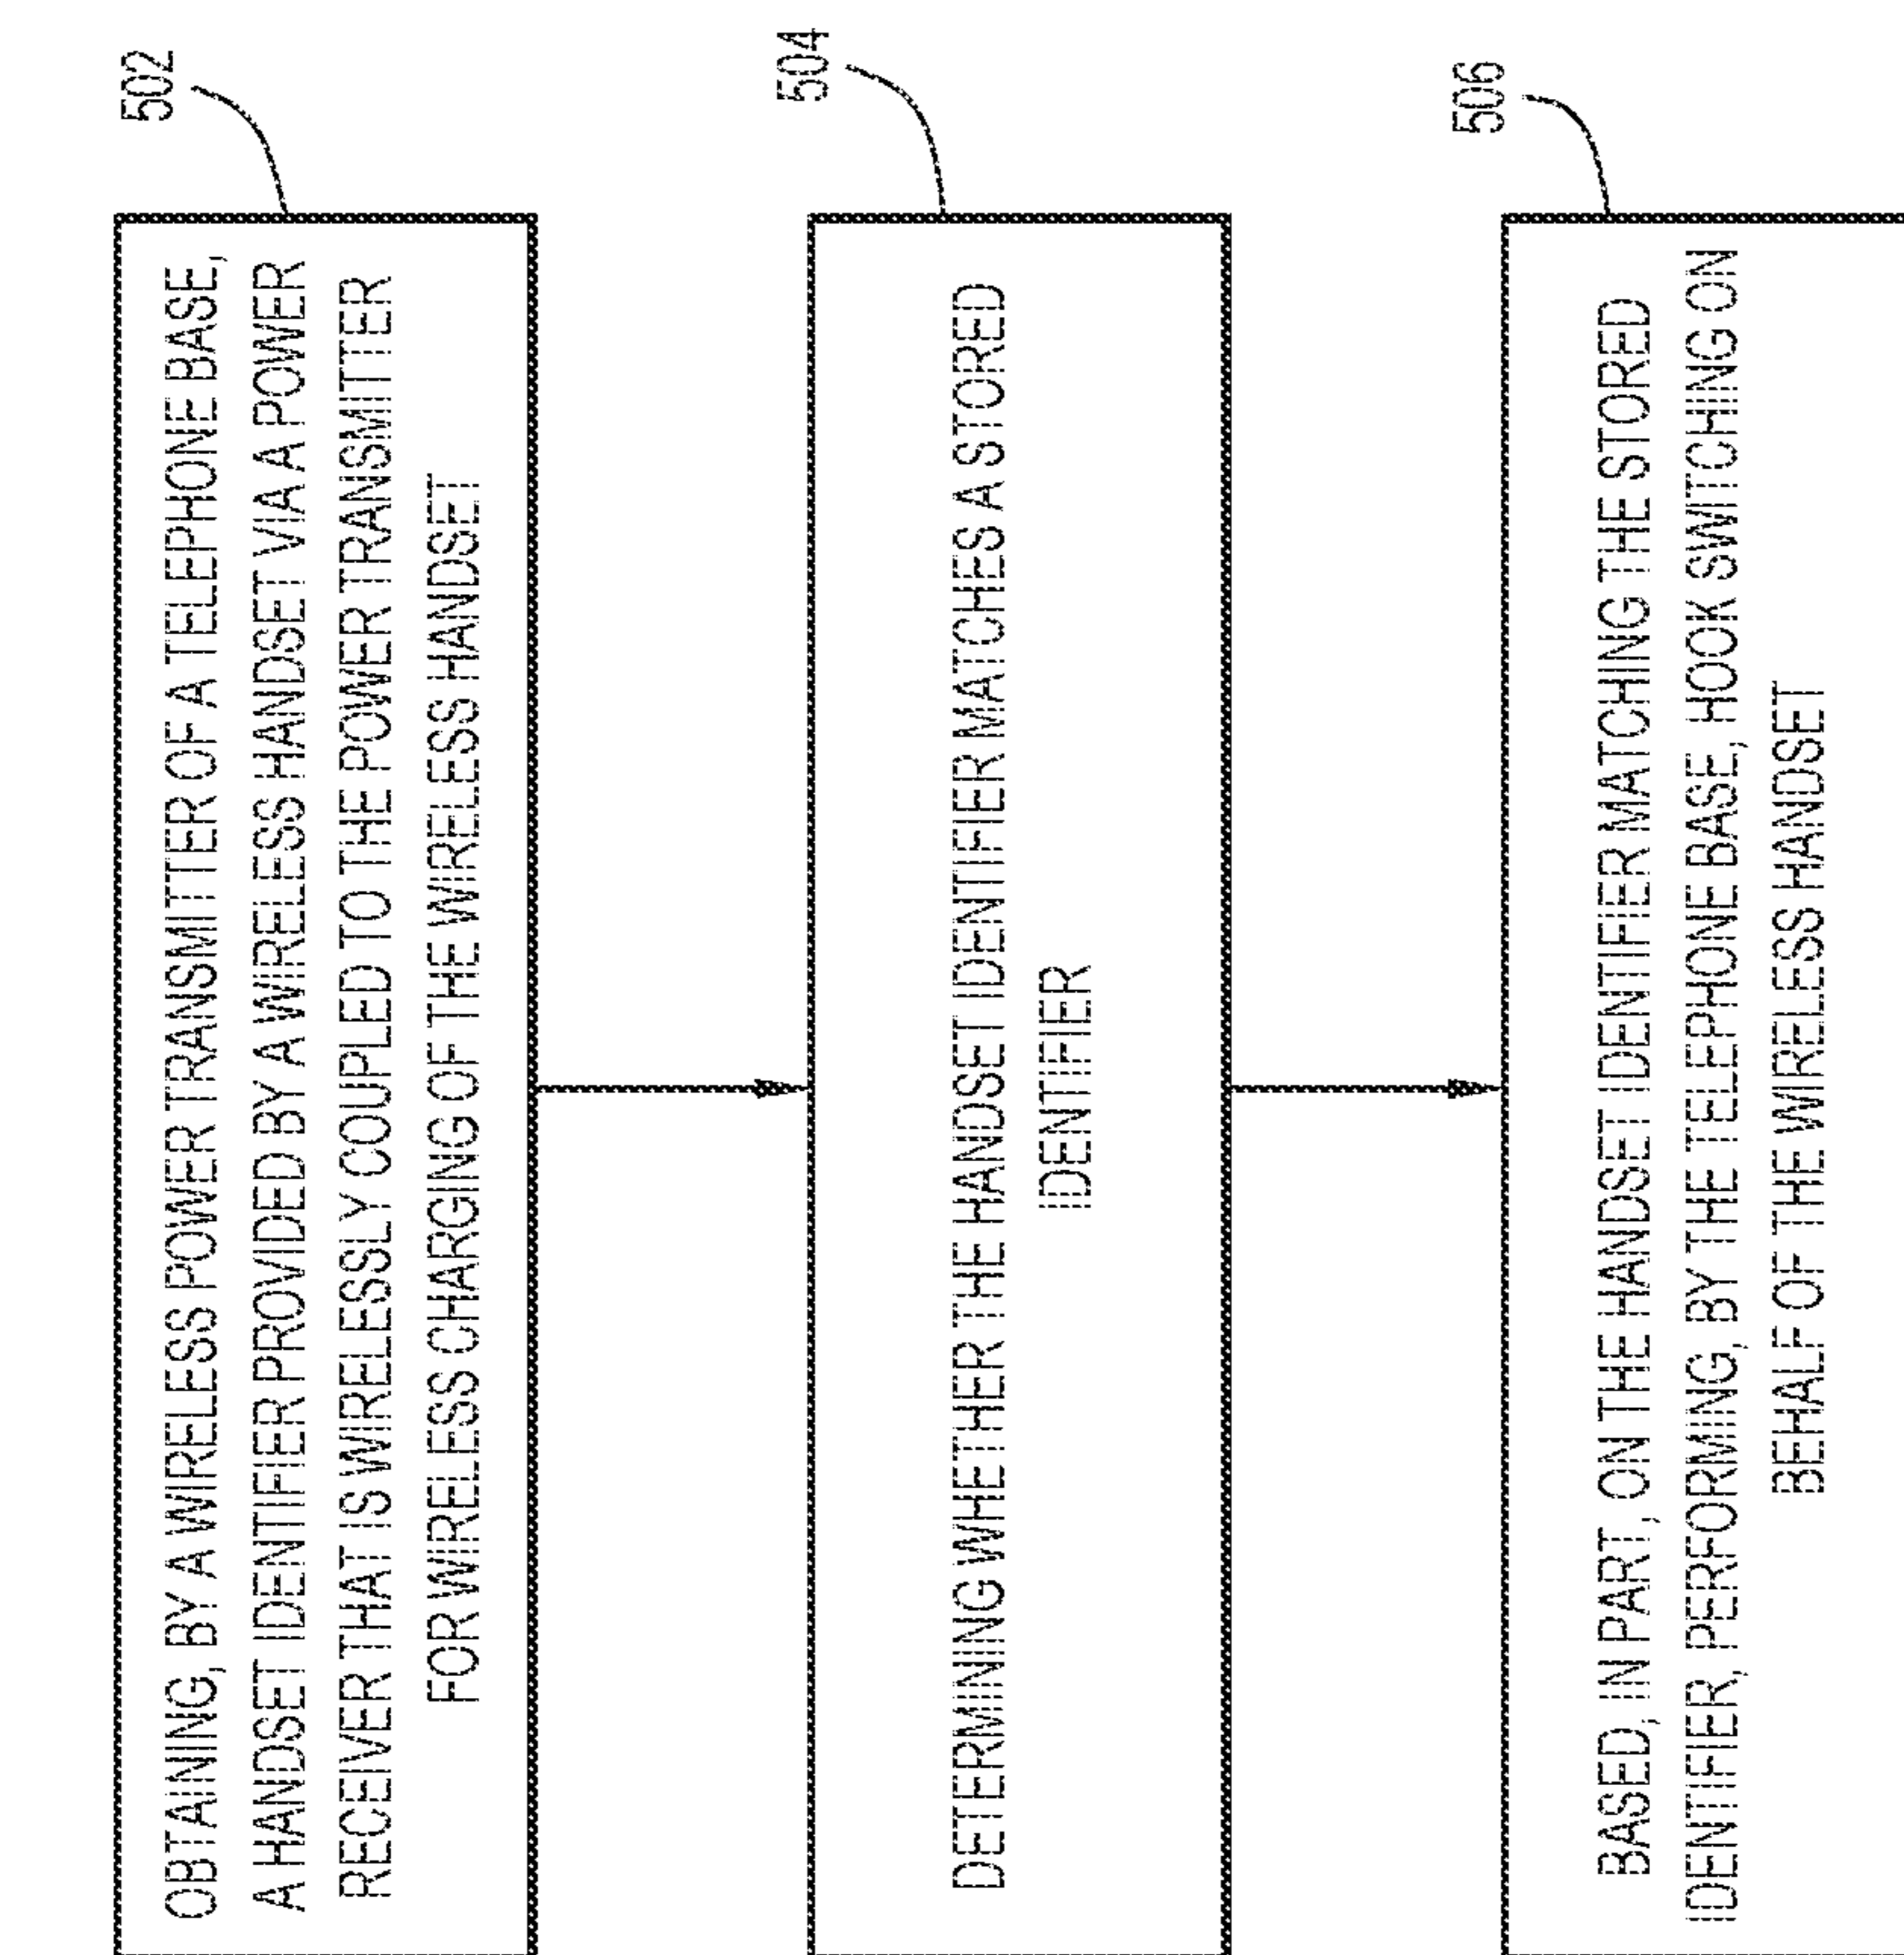 502
OBTAINING, BY A WIRELESS POWER TRANSMITTER OF A TELEPHONE BASE,
A HANDSET IDENTIFIER PROVIDED BY A WIRELESS HANDSET VIA A POWER
RECEIVER THAT IS WIRELESSLY COUPLED TO THE POWER TRANSMITTER
FOR WIRELESS CHARGING OF THE WIRELESS HANDSET
504
DETERMINING WHETHER THE HANDSET IDENTIFIER MATCHES A STORED
IDENTIFIER
506
BASED, IN PART, ON THE HANDSET IDENTIFIER MATCHING THE STORED
IDENTIFIER, PERFORMING, BY THE TELEPHONE BASE, HOOK SWITCHING ON
BEHALF OF THE WIRELESS HANDSET